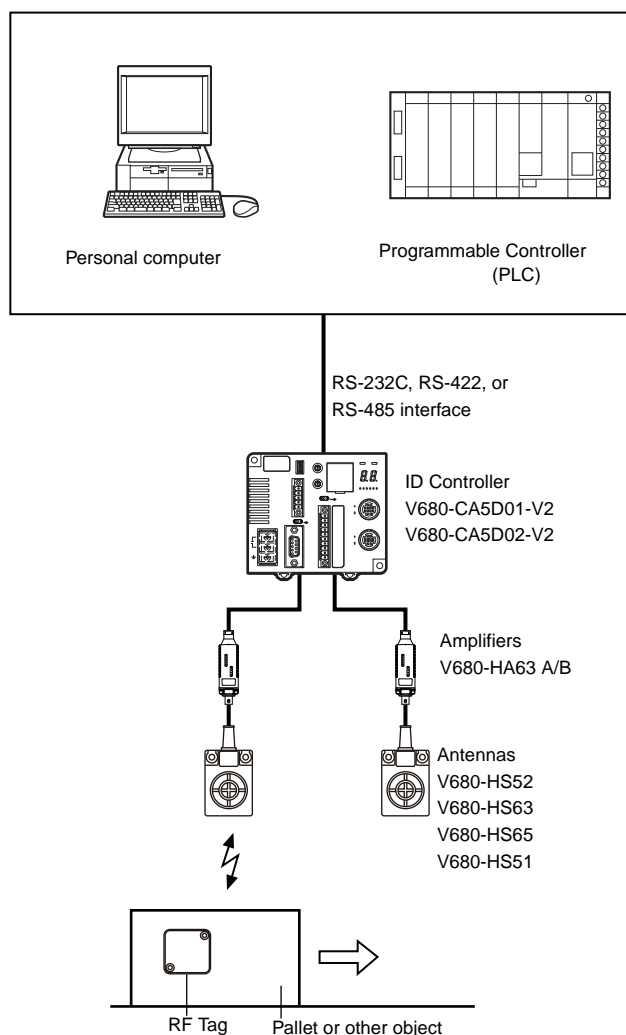 Personal computer
Programmable Controller
(PLC)
RS-232C, RS-422, or
RS-485 interface
ID Controller
V680-CA5D01-V2
V680-CA5D02-V2
Amplifiers
V680-HA63 A/B
Antennas
V680-HS52
V680-HS63
V680-HS65
V680-HS51
RF Tag
Pallet or other object